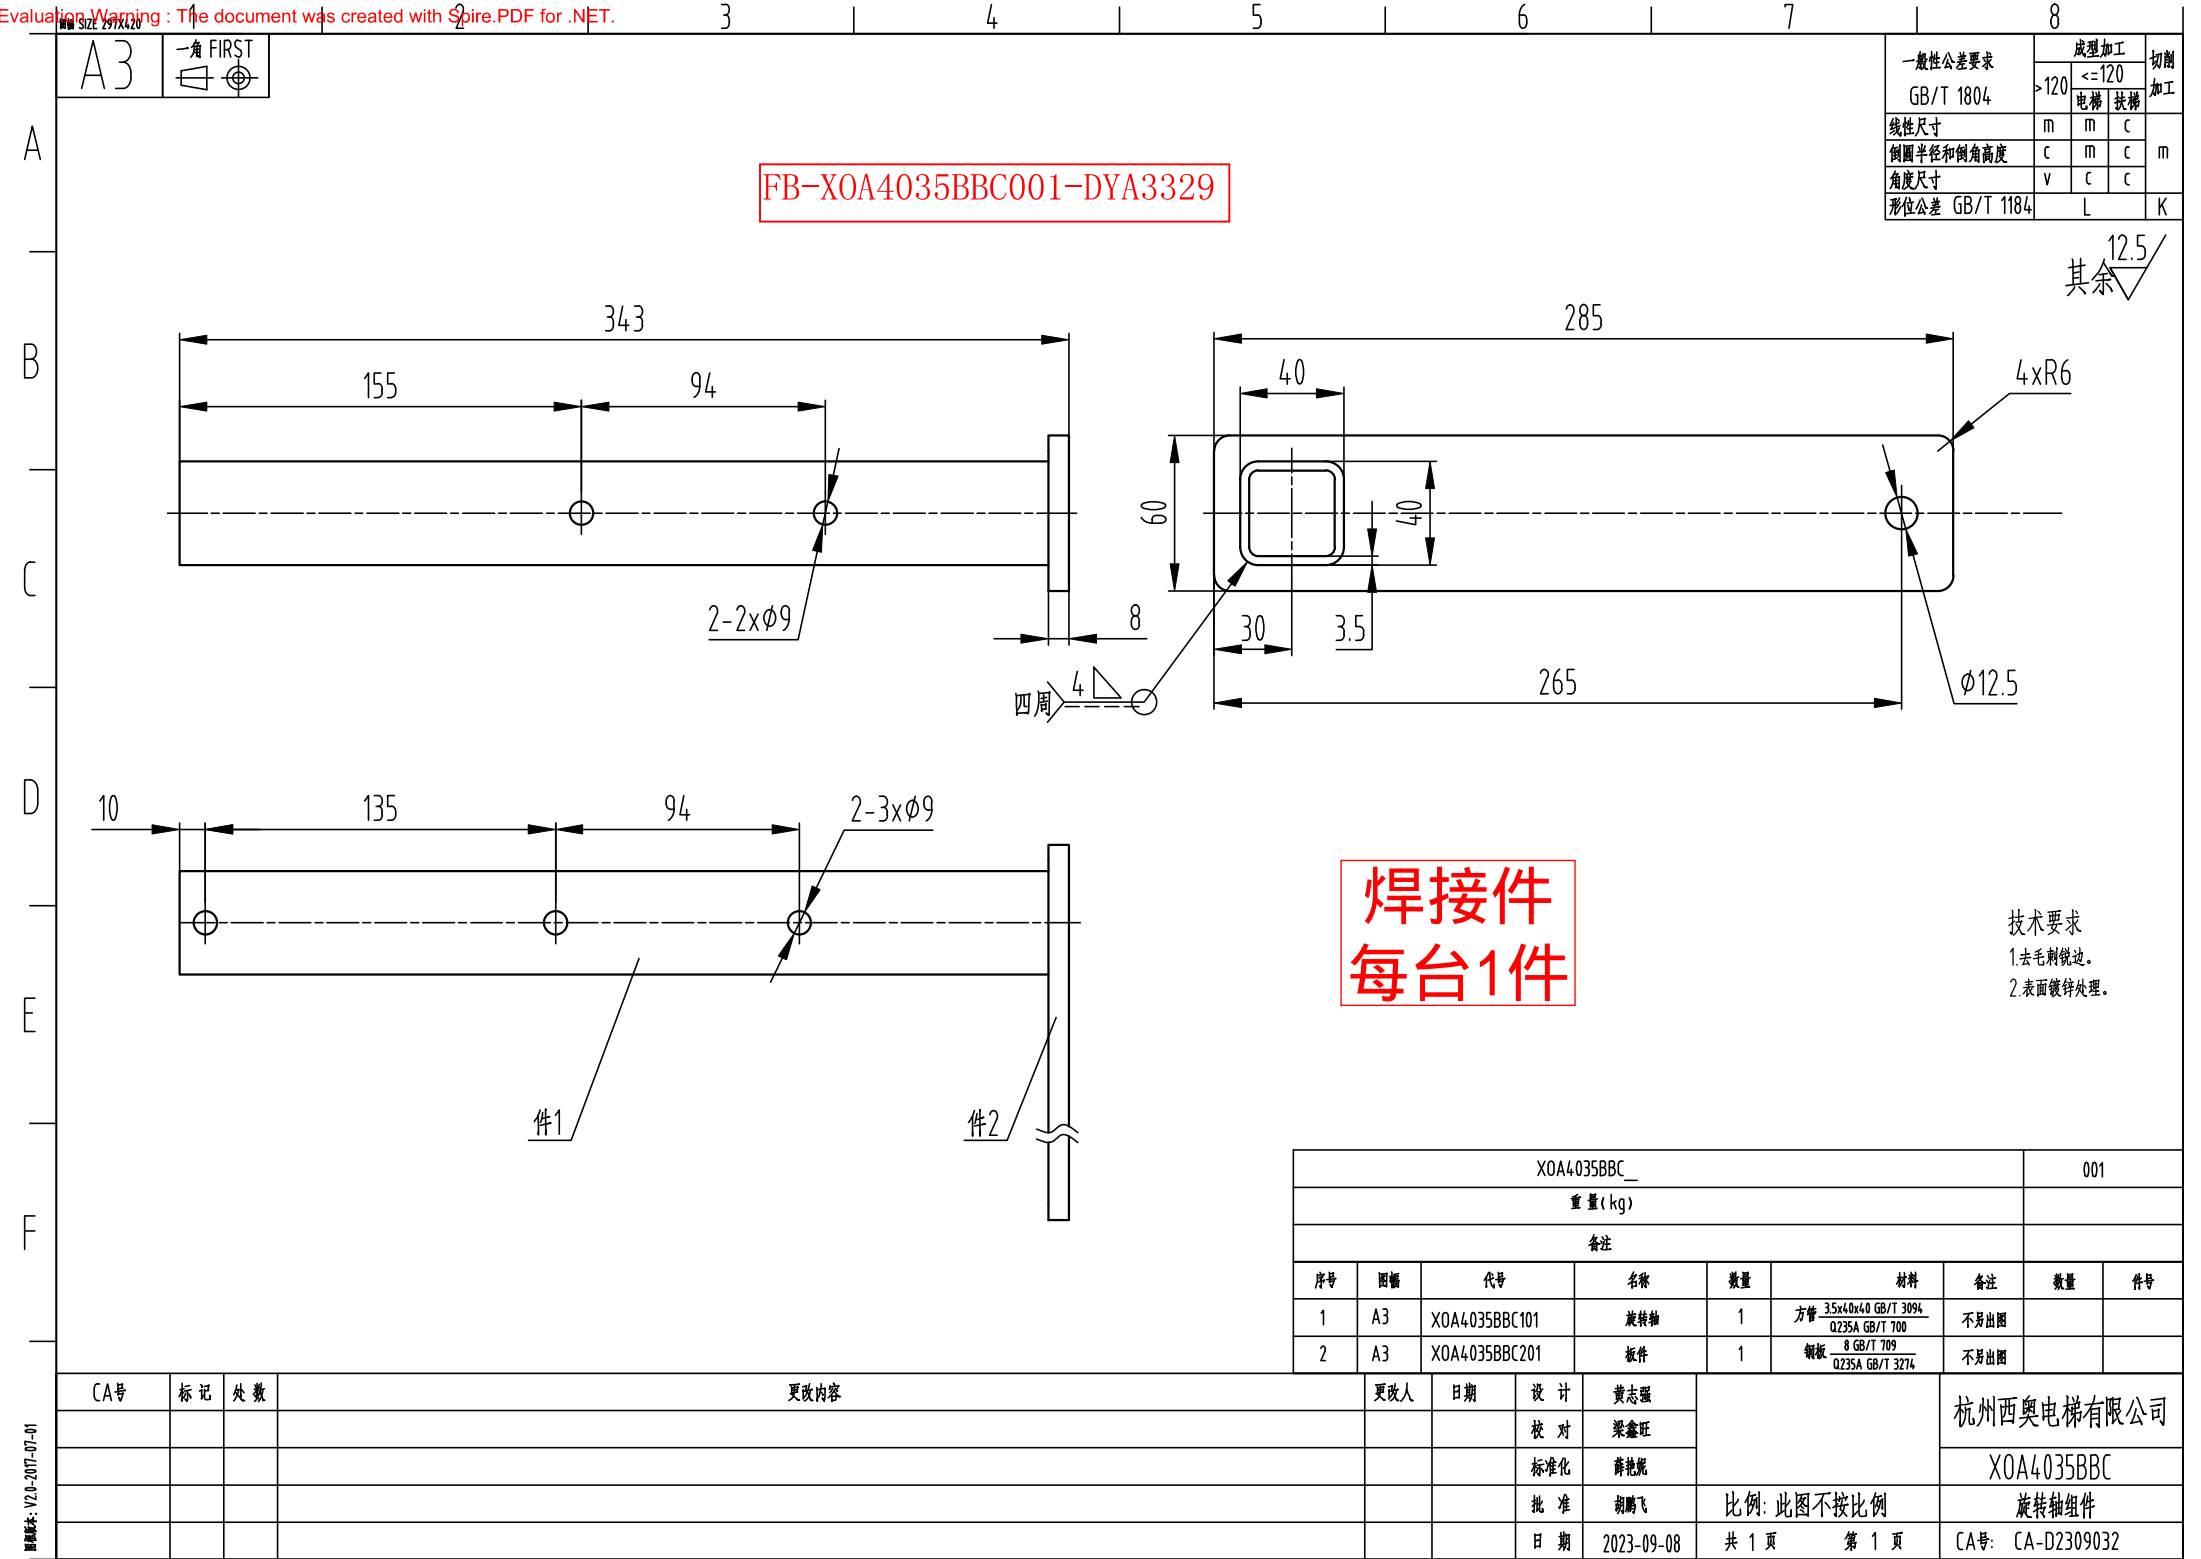 Evaluation Warning : The document was created with Spire.PDF for .NET.
图幅 SIZE 297X420
1 2 3 4 5 6 7 8
A3
一角 FIRST
A
B
C
D
E
F
一般性公差要求
GB/T 1804
成型加工
切削加工
>120
<=120
电梯 扶梯
线性尺寸 m m c
倒圆半径和倒角高度 c m c m
角度尺寸 v c c
形位公差 GB/T 1184 L K
FB-XOA4035BBC001-DYA3329
其余 12.5
343
155
94
2-2xϕ9
8
285
40
4xR6
60
40
30
3.5
265
ϕ12.5
四周 4
10
135
94
2-3xϕ9
件1
件2
焊接件
每台1件
技术要求
1.去毛刺锐边。
2.表面镀锌处理。
XOA4035BBC_ 001
重量(kg)
备注
序号 图幅 代号 名称 数量 材料 备注 数量 件号
1 A3 XOA4035BBC101 旋转轴 1 方管 3.5x40x40 GB/T 3094 Q235A GB/T 700 不另出图
2 A3 XOA4035BBC201 板件 1 钢板 8 GB/T 709 Q235A GB/T 3274 不另出图
CA号 标记 处数 更改内容 更改人 日期
设计 黄志强
校对 梁鑫旺
标准化 薛艳妮
批准 胡鹏飞
日期 2023-09-08
比例: 此图不按比例
共 1 页 第 1 页
杭州西奥电梯有限公司
XOA4035BBC
旋转轴组件
CA号: CA-D2309032
图框版本: V2.0-2017-07-01